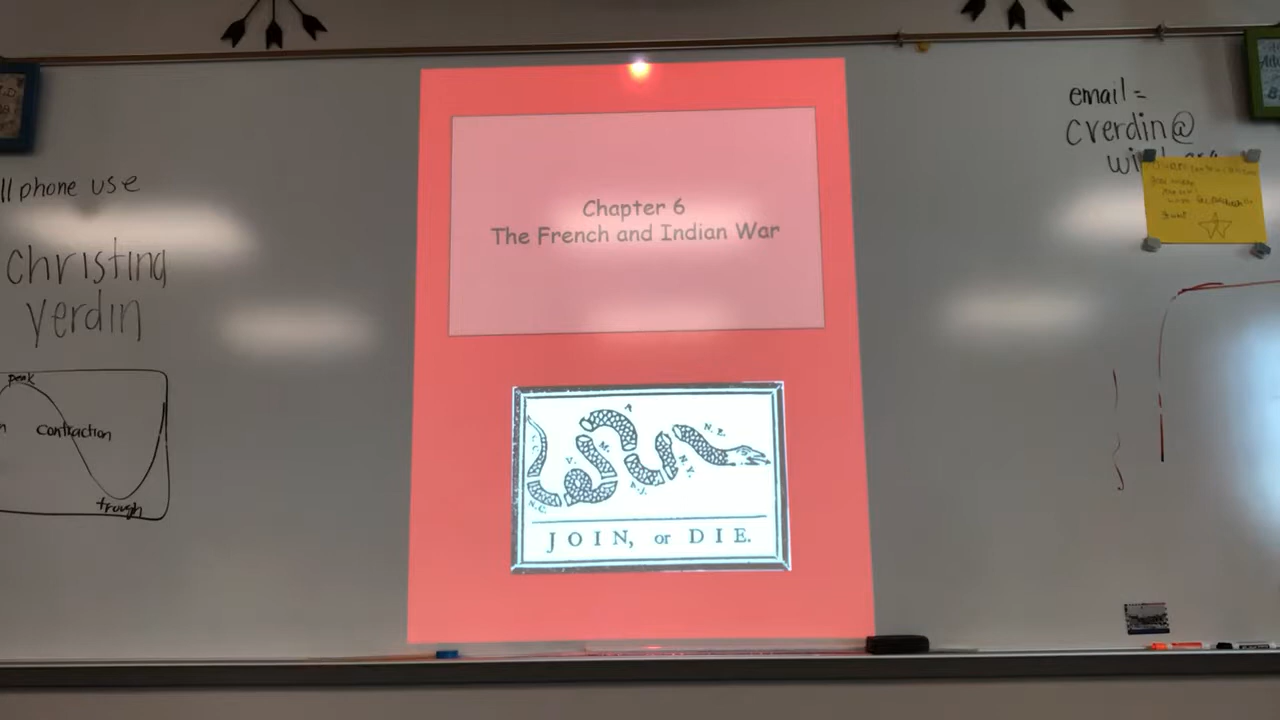 ll phone use
christina
verdin
peak
contraction
trough
Chapter 6
The French and Indian War
A
N. E.
M.
V.
N. Y.
N. J.
N. C.
S. C.
JOIN, or DIE.
email =
cverdin@